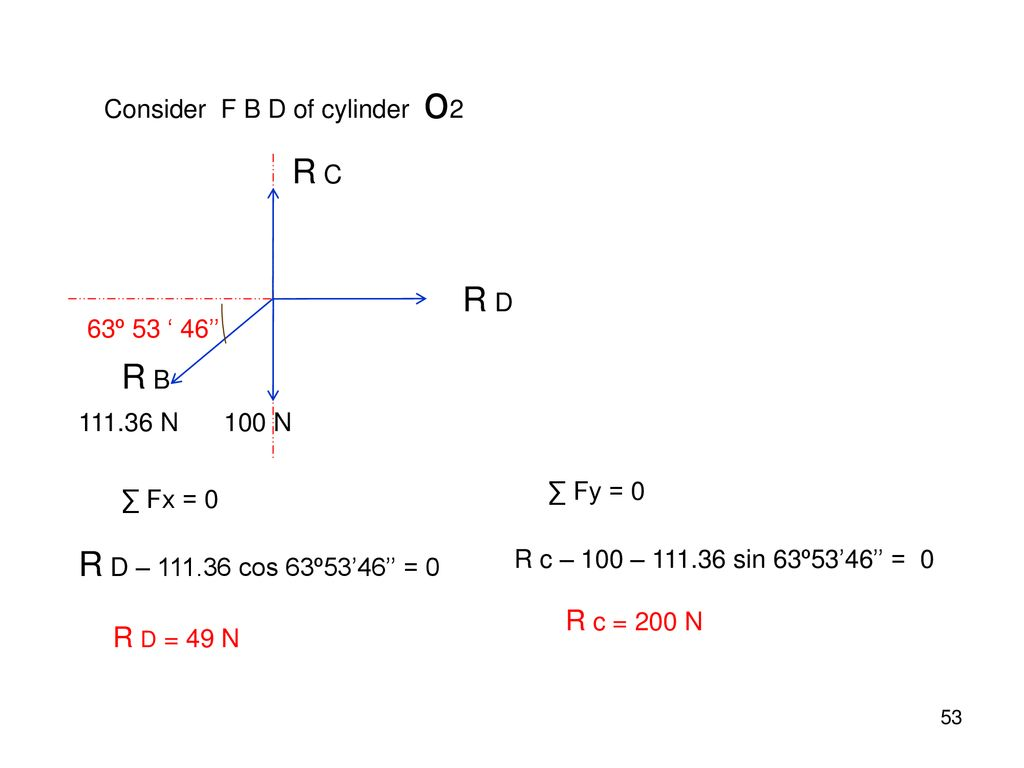 Consider F B D of cylinder O2
R C
R D
63º 53 ‘ 46’’
R B
111.36 N 100 N
∑ Fx = 0
∑ Fy = 0
R D – 111.36 cos 63º53’46’’ = 0
R c – 100 – 111.36 sin 63º53’46’’ = 0
R D = 49 N
R c = 200 N
53